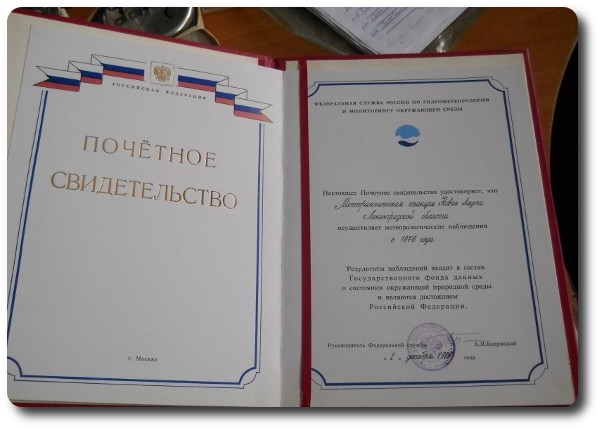 РОССИЙСКАЯ ФЕДЕРАЦИЯ
ПОЧЁТНОЕ
СВИДЕТЕЛЬСТВО
г. Москва
ФЕДЕРАЛЬНАЯ СЛУЖБА РОССИИ ПО ГИДРОМЕТЕОРОЛОГИИ
И МОНИТОРИНГУ ОКРУЖАЮЩЕЙ СРЕДЫ
Настоящее Почетное свидетельство удостоверяет, что
Метеорологическая станция Новая Ладога
Ленинградской области
осуществляет метеорологические наблюдения
с 1876 года
Результаты наблюдений входят в состав
Государственного фонда данных
о состоянии окружающей природной среды
и являются достоянием
Российской Федерации.
Руководитель Федеральной службы А.И.Бедрицкий
декабря года